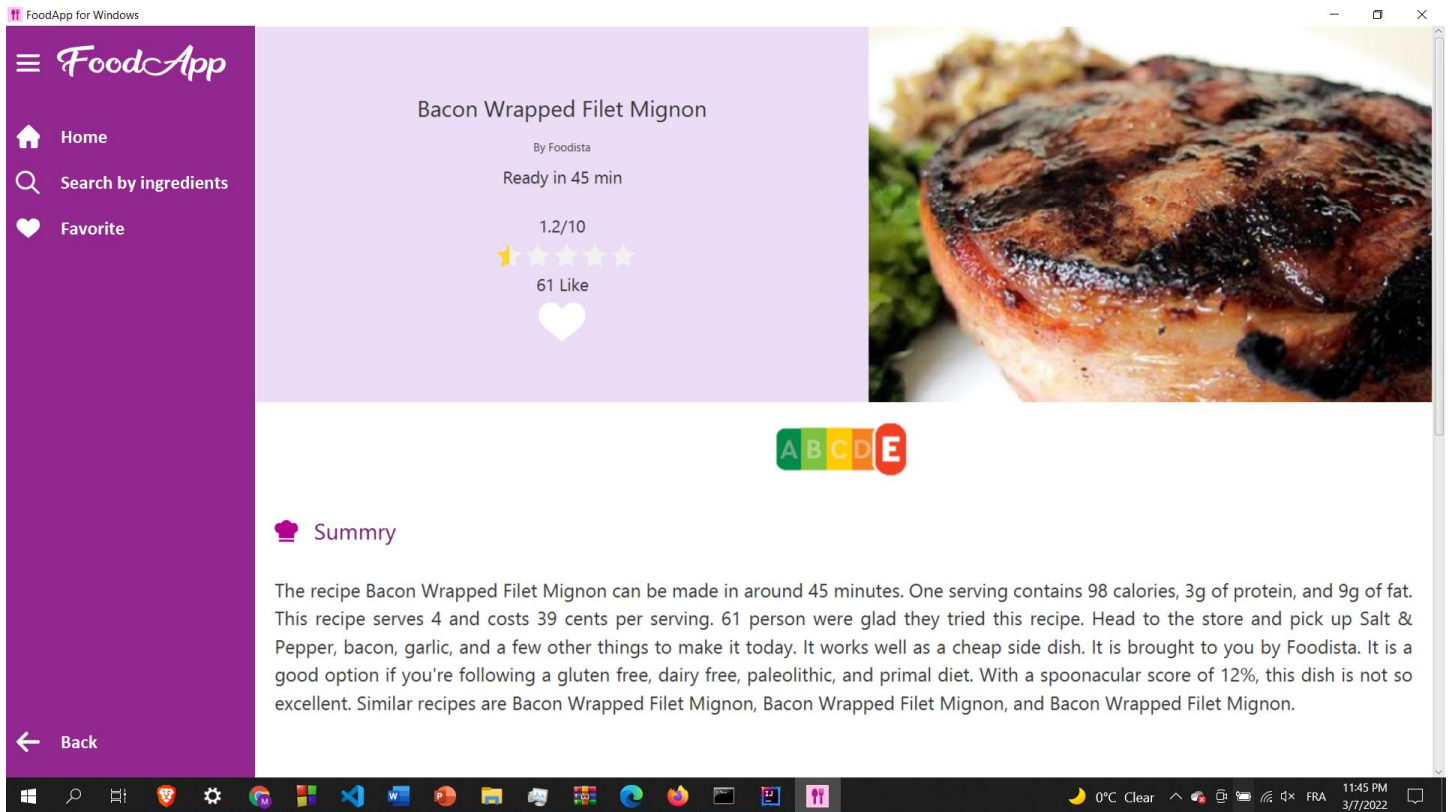 FoodApp for Windows
FoodApp
Home
Search by ingredients
Favorite
Back
Bacon Wrapped Filet Mignon
By Foodista
Ready in 45 min
1.2/10
61 Like
A B C D E
Summry
The recipe Bacon Wrapped Filet Mignon can be made in around 45 minutes. One serving contains 98 calories, 3g of protein, and 9g of fat.
This recipe serves 4 and costs 39 cents per serving. 61 person were glad they tried this recipe. Head to the store and pick up Salt &
Pepper, bacon, garlic, and a few other things to make it today. It works well as a cheap side dish. It is brought to you by Foodista. It is a
good option if you're following a gluten free, dairy free, paleolithic, and primal diet. With a spoonacular score of 12%, this dish is not so
excellent. Similar recipes are Bacon Wrapped Filet Mignon, Bacon Wrapped Filet Mignon, and Bacon Wrapped Filet Mignon.
0°C Clear
FRA
11:45 PM
3/7/2022